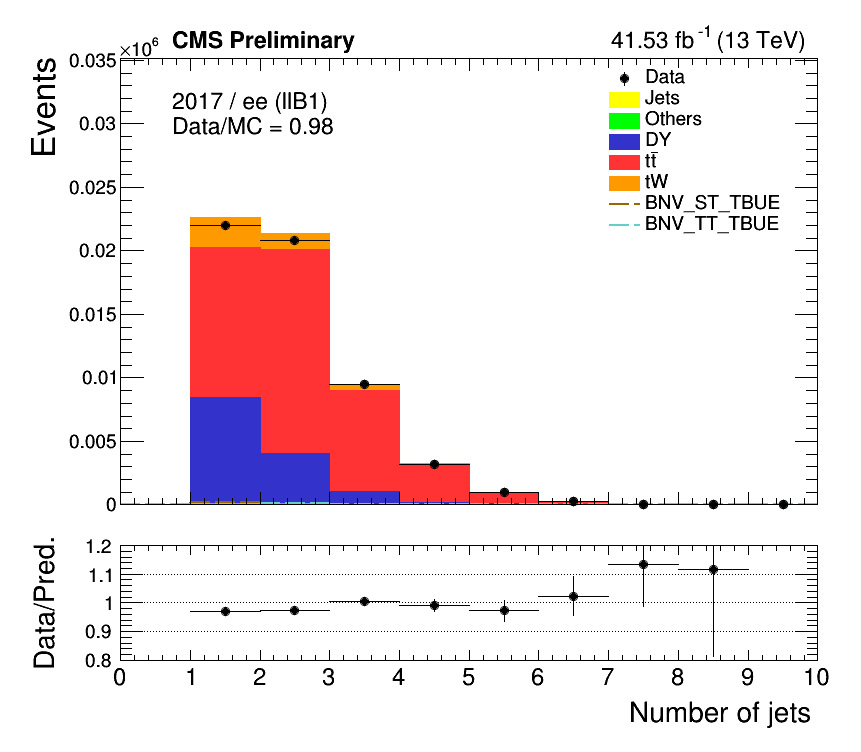 ×10⁶ CMS Preliminary 41.53 fb⁻¹ (13 TeV)
Events
0.035
0.03
0.025
0.02
0.015
0.01
0.005
0
2017 / ee (IIB1)
Data/MC = 0.98
Data
Jets
Others
DY
tt̄
tW
BNV_ST_TBUE
BNV_TT_TBUE
Data/Pred.
1.2
1.1
1
0.9
0.8
0 1 2 3 4 5 6 7 8 9 10
Number of jets